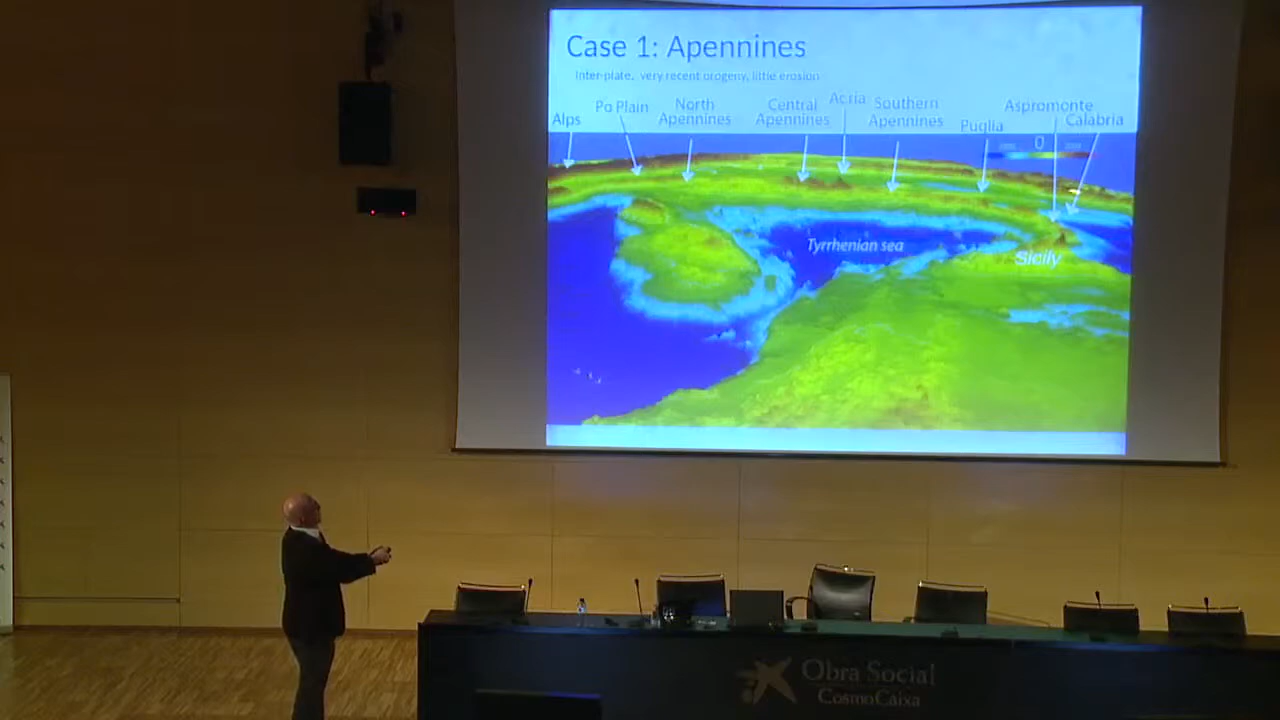 Case 1: Apennines
Inter-plate, very recent orogeny, little erosion
Alps
Po Plain
North
Apennines
Central
Apennines
Acria
Southern
Apennines
Puglia
Aspromonte
Calabria
0
Tyrrhenian sea
Sicily
Obra Social
CosmoCaixa